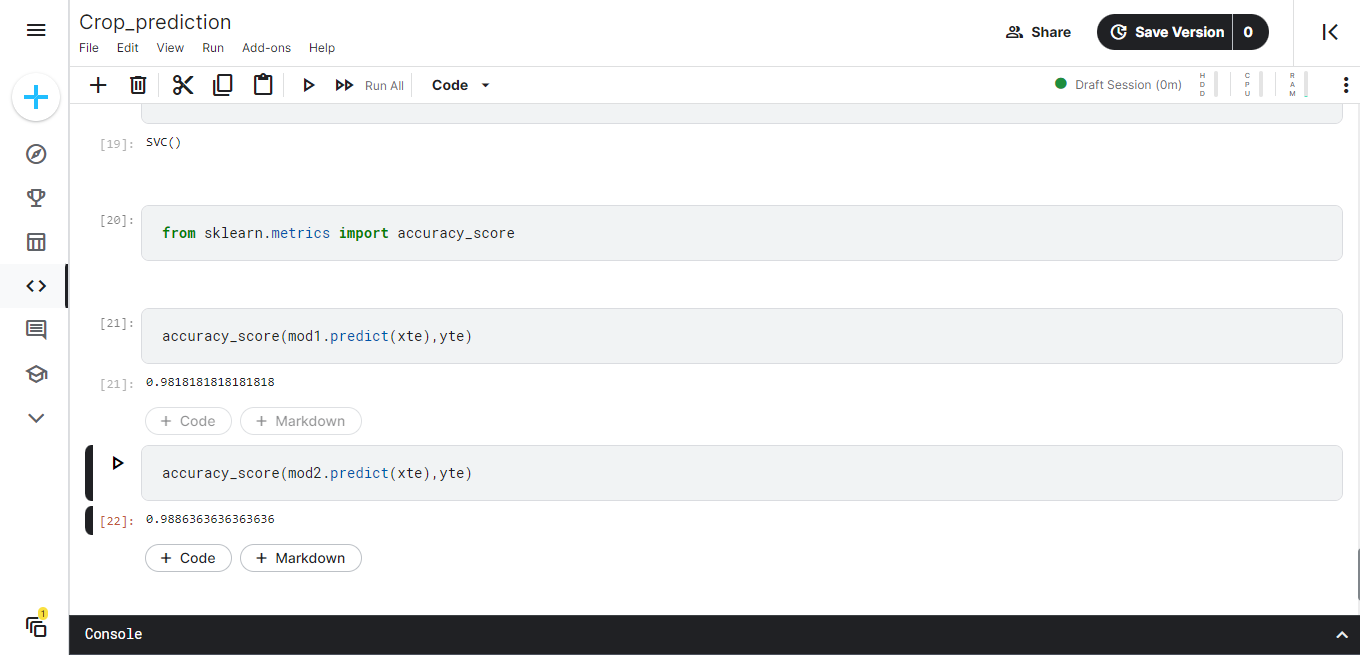 Crop_prediction
File Edit View Run Add-ons Help
Share
Save Version 0
Run All
Code
Draft Session (0m)
HDD
CPU
RAM
[19]: SVC()
[20]: from sklearn.metrics import accuracy_score
[21]: accuracy_score(mod1.predict(xte),yte)
[21]: 0.9818181818181818
+ Code + Markdown
accuracy_score(mod2.predict(xte),yte)
[22]: 0.9886363636363636
+ Code + Markdown
1
Console